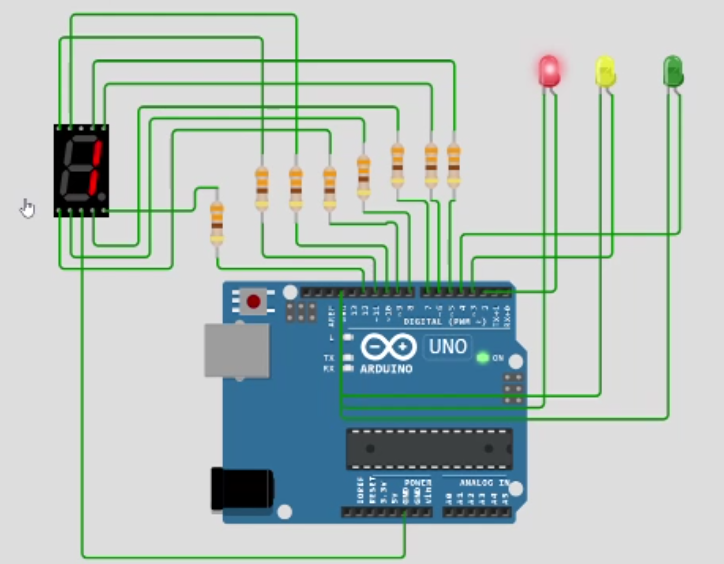 1
AREF
GND
13
12
~11
~10
~9
8
7
~6
~5
4
~3
2
TX→1
RX←0
DIGITAL (PWM ~)
L
UNO
TX
RX
ARDUINO
ON
POWER
ANALOG IN
IOREF
RESET
3.3V
5V
GND
GND
Vin
A0
A1
A2
A3
A4
A5